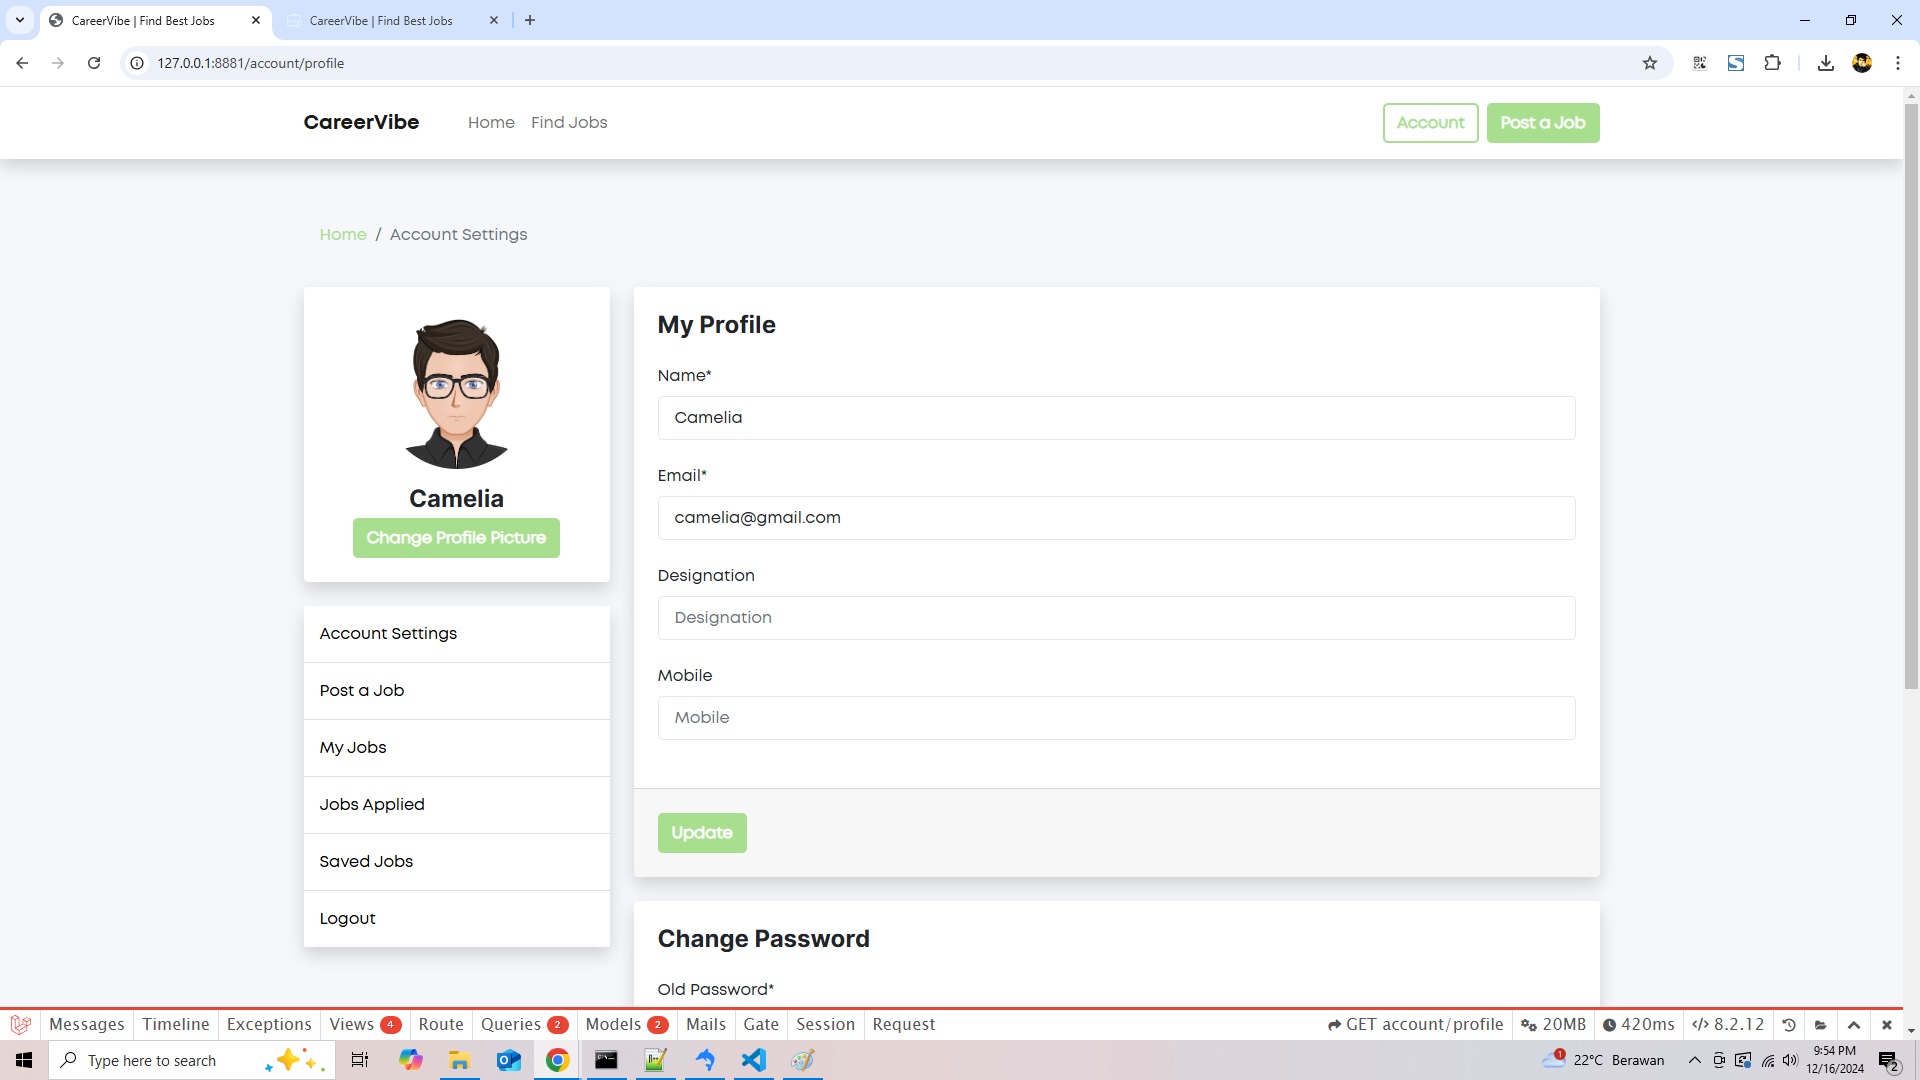 CareerVibe | Find Best Jobs
CareerVibe | Find Best Jobs
127.0.0.1:8881/account/profile
CareerVibe
Home
Find Jobs
Account
Post a Job
Home / Account Settings
Camelia
Change Profile Picture
Account Settings
Post a Job
My Jobs
Jobs Applied
Saved Jobs
Logout
My Profile
Name*
Camelia
Email*
camelia@gmail.com
Designation
Designation
Mobile
Mobile
Update
Change Password
Old Password*
Messages Timeline Exceptions Views 4 Route Queries 2 Models 2 Mails Gate Session Request GET account/profile 20MB 420ms 8.2.12
Type here to search
1 22°C Berawan
9:54 PM
12/16/2024
2